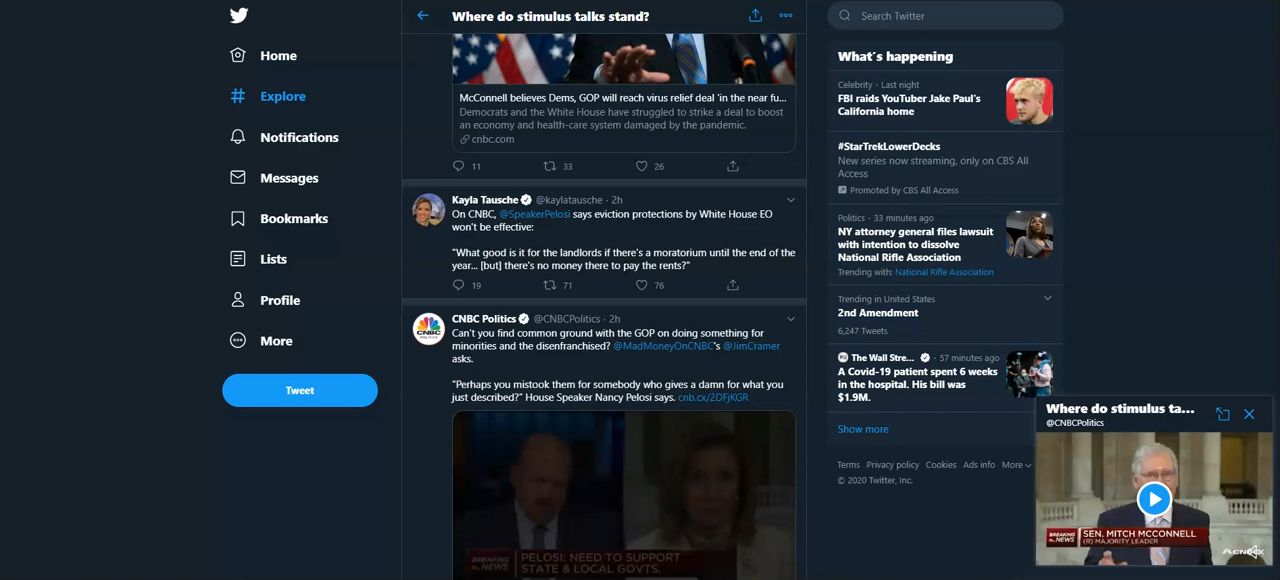 Home
Explore
Notifications
Messages
Bookmarks
Lists
Profile
More
Tweet
Where do stimulus talks stand?
McConnell believes Dems, GOP will reach virus relief deal 'in the near fu...
Democrats and the White House have struggled to strike a deal to boost
an economy and health-care system damaged by the pandemic.
cnbc.com
11 33 26
Kayla Tausche @kaylatausche · 2h
On CNBC, @SpeakerPelosi says eviction protections by White House EO
won't be effective:
"What good is it for the landlords if there's a moratorium until the end of the
year... [but] there's no money there to pay the rents?"
19 71 76
CNBC Politics @CNBCPolitics · 2h
Can't you find common ground with the GOP on doing something for
minorities and the disenfranchised? @MadMoneyOnCNBC's @JimCramer
asks.
"Perhaps you mistook them for somebody who gives a damn for what you
just described?" House Speaker Nancy Pelosi says. cnb.cx/2DFjKGR
BREAKING NEWS
PELOSI: NEED TO SUPPORT
STATE & LOCAL GOVTS.
Search Twitter
What's happening
Celebrity · Last night
FBI raids YouTuber Jake Paul's
California home
#StarTrekLowerDecks
New series now streaming, only on CBS All
Access
Promoted by CBS All Access
Politics · 33 minutes ago
NY attorney general files lawsuit
with intention to dissolve
National Rifle Association
Trending with: National Rifle Association
Trending in United States
2nd Amendment
6,247 Tweets
The Wall Stre... · 57 minutes ago
A Covid-19 patient spent 6 weeks
in the hospital. His bill was
$1.9M.
Show more
Terms Privacy policy Cookies Ads info More
© 2020 Twitter, Inc.
Where do stimulus ta...
@CNBCPolitics
BREAKING NEWS
SEN. MITCH MCCONNELL
(R) MAJORITY LEADER